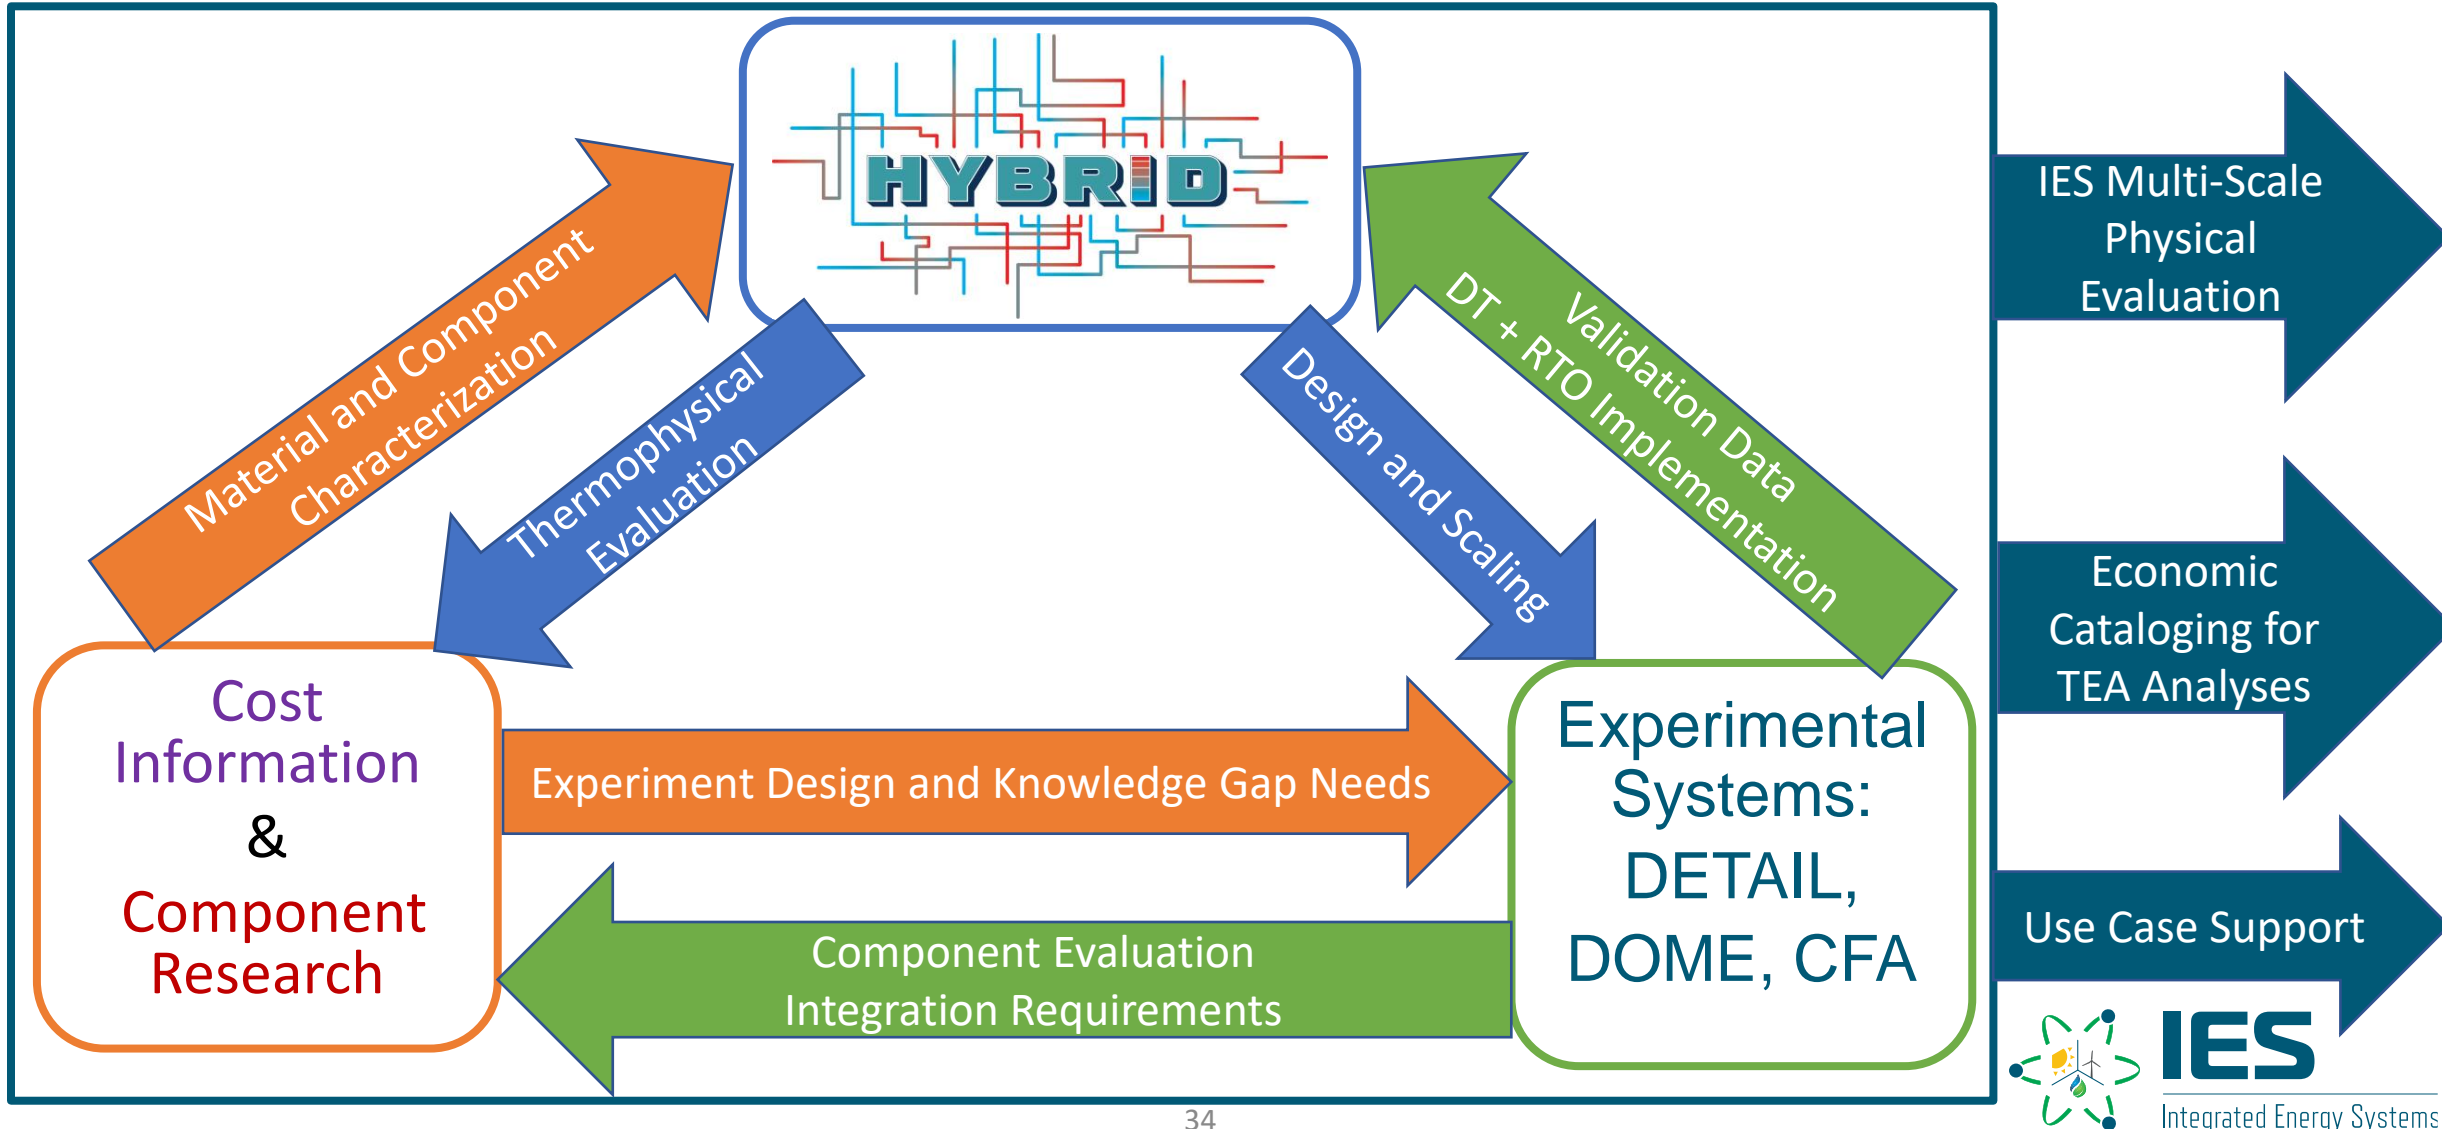 HYBRID
Material and Component
Characterization
Thermophysical
Evaluation
Design and Scaling
Validation Data
DT + RTO Implementation
Cost
Information
&
Component
Research
Experiment Design and Knowledge Gap Needs
Component Evaluation
Integration Requirements
Experimental
Systems:
DETAIL,
DOME, CFA
IES Multi-Scale
Physical
Evaluation
Economic
Cataloging for
TEA Analyses
Use Case Support
IES
Integrated Energy Systems
34